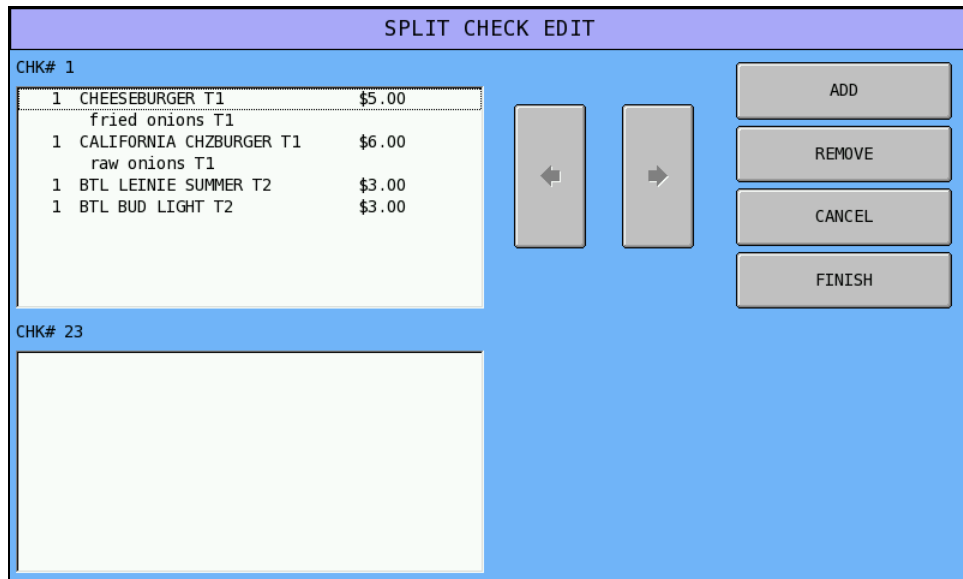 SPLIT CHECK EDIT
CHK# 1
1 CHEESEBURGER T1 $5.00
fried onions T1
1 CALIFORNIA CHZBURGER T1 $6.00
raw onions T1
1 BTL LEINIE SUMMER T2 $3.00
1 BTL BUD LIGHT T2 $3.00
ADD
REMOVE
CANCEL
FINISH
CHK# 23